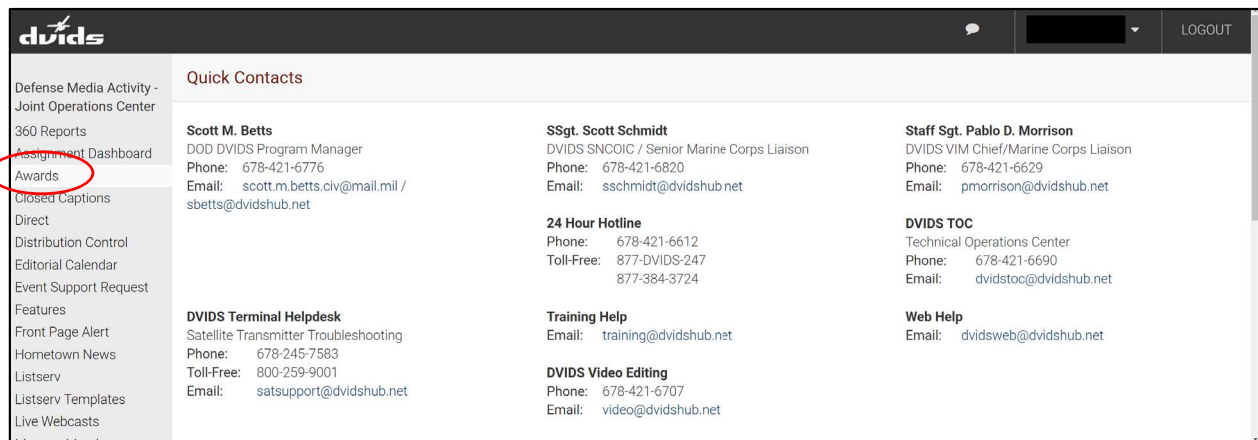 dvids
LOGOUT
Defense Media Activity -
Joint Operations Center
360 Reports
Assignment Dashboard
Awards
Closed Captions
Direct
Distribution Control
Editorial Calendar
Event Support Request
Features
Front Page Alert
Hometown News
Listserv
Listserv Templates
Live Webcasts
Quick Contacts
Scott M. Betts
DOD DVIDS Program Manager
Phone: 678-421-6776
Email: scott.m.betts.civ@mail.mil /
sbetts@dvidshub.net
SSgt. Scott Schmidt
DVIDS SNCOIC / Senior Marine Corps Liaison
Phone: 678-421-6820
Email: sschmidt@dvidshub.net
Staff Sgt. Pablo D. Morrison
DVIDS VIM Chief/Marine Corps Liaison
Phone: 678-421-6629
Email: pmorrison@dvidshub.net
24 Hour Hotline
Phone: 678-421-6612
Toll-Free: 877-DVIDS-247
877-384-3724
DVIDS TOC
Technical Operations Center
Phone: 678-421-6690
Email: dvidstoc@dvidshub.net
DVIDS Terminal Helpdesk
Satellite Transmitter Troubleshooting
Phone: 678-245-7583
Toll-Free: 800-259-9001
Email: satsupport@dvidshub.net
Training Help
Email: training@dvidshub.net
Web Help
Email: dvidsweb@dvidshub.net
DVIDS Video Editing
Phone: 678-421-6707
Email: video@dvidshub.net